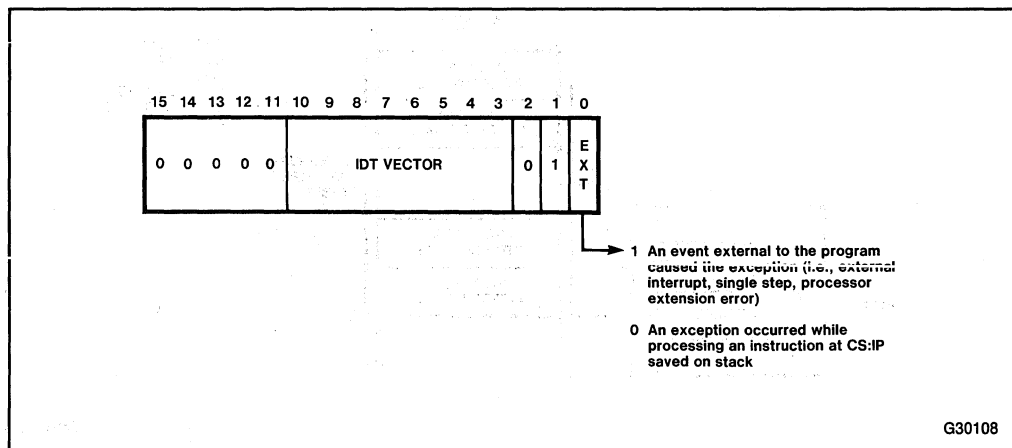 15 14 13 12 11 10 9 8 7 6 5 4 3 2 1 0
0 0 0 0 0 IDT VECTOR 0 1 EXT
1 An event external to the program
caused the exception (i.e., external
interrupt, single step, processor
extension error)
0 An exception occurred while
processing an instruction at CS:IP
saved on stack
G30108